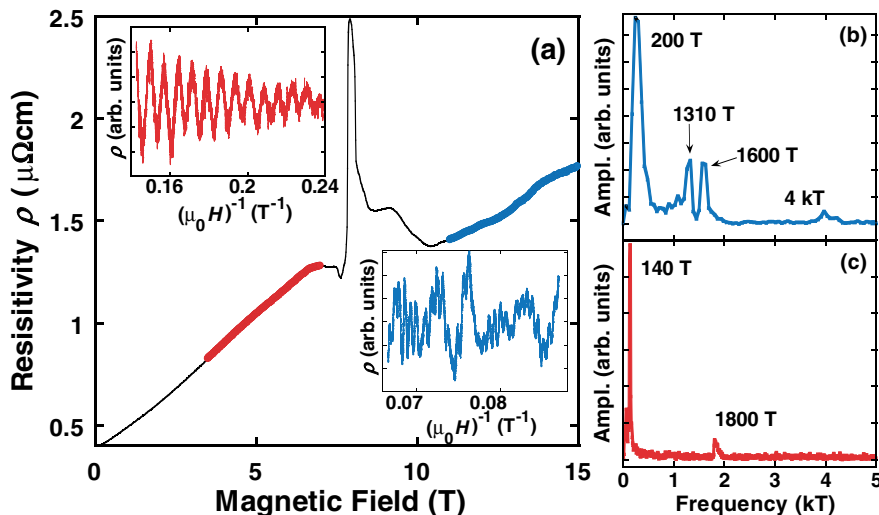 (a)
2.5
2
1.5
1
0.5
Resisitivity ρ (μΩcm)
0
5
10
15
Magnetic Field (T)
ρ (arb. units)
0.16
0.2
0.24
(μ₀H)⁻¹ (T⁻¹)
ρ (arb. units)
0.07
0.08
(μ₀H)⁻¹ (T⁻¹)
(b)
200 T
1310 T
1600 T
4 kT
Ampl. (arb. units)
(c)
140 T
1800 T
Ampl. (arb. units)
0
1
2
3
4
5
Frequency (kT)